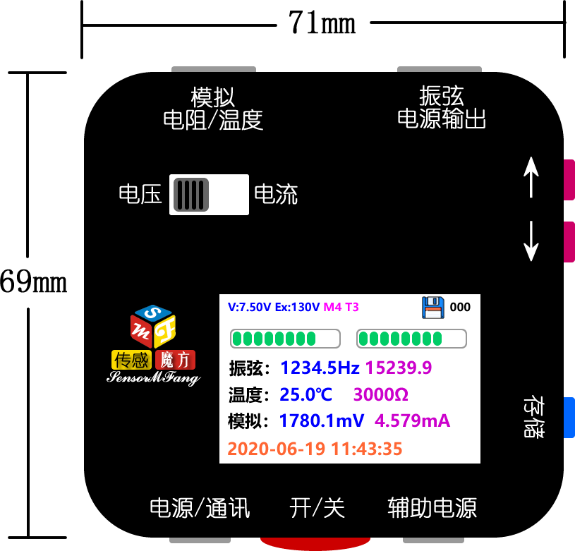 71mm
模拟
电阻/温度
振弦
电源输出
电压
电流
69mm
V:7.50V Ex:130V M4 T3
000
振弦：1234.5Hz 15239.9
温度：25.0℃ 3000Ω
模拟：1780.1mV 4.579mA
2020-06-19 11:43:35
S
M
F
传感魔方
SensorMFang
存储
电源/通讯
开/关
辅助电源